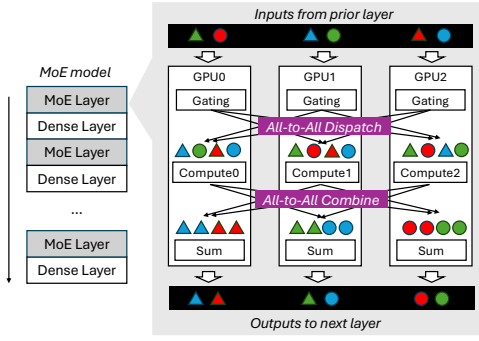 Inputs from prior layer
MoE model
MoE Layer
Dense Layer
MoE Layer
Dense Layer
...
MoE Layer
Dense Layer
GPU0
GPU1
GPU2
Gating
Gating
Gating
All-to-All Dispatch
Compute0
Compute1
Compute2
All-to-All Combine
Sum
Sum
Sum
Outputs to next layer